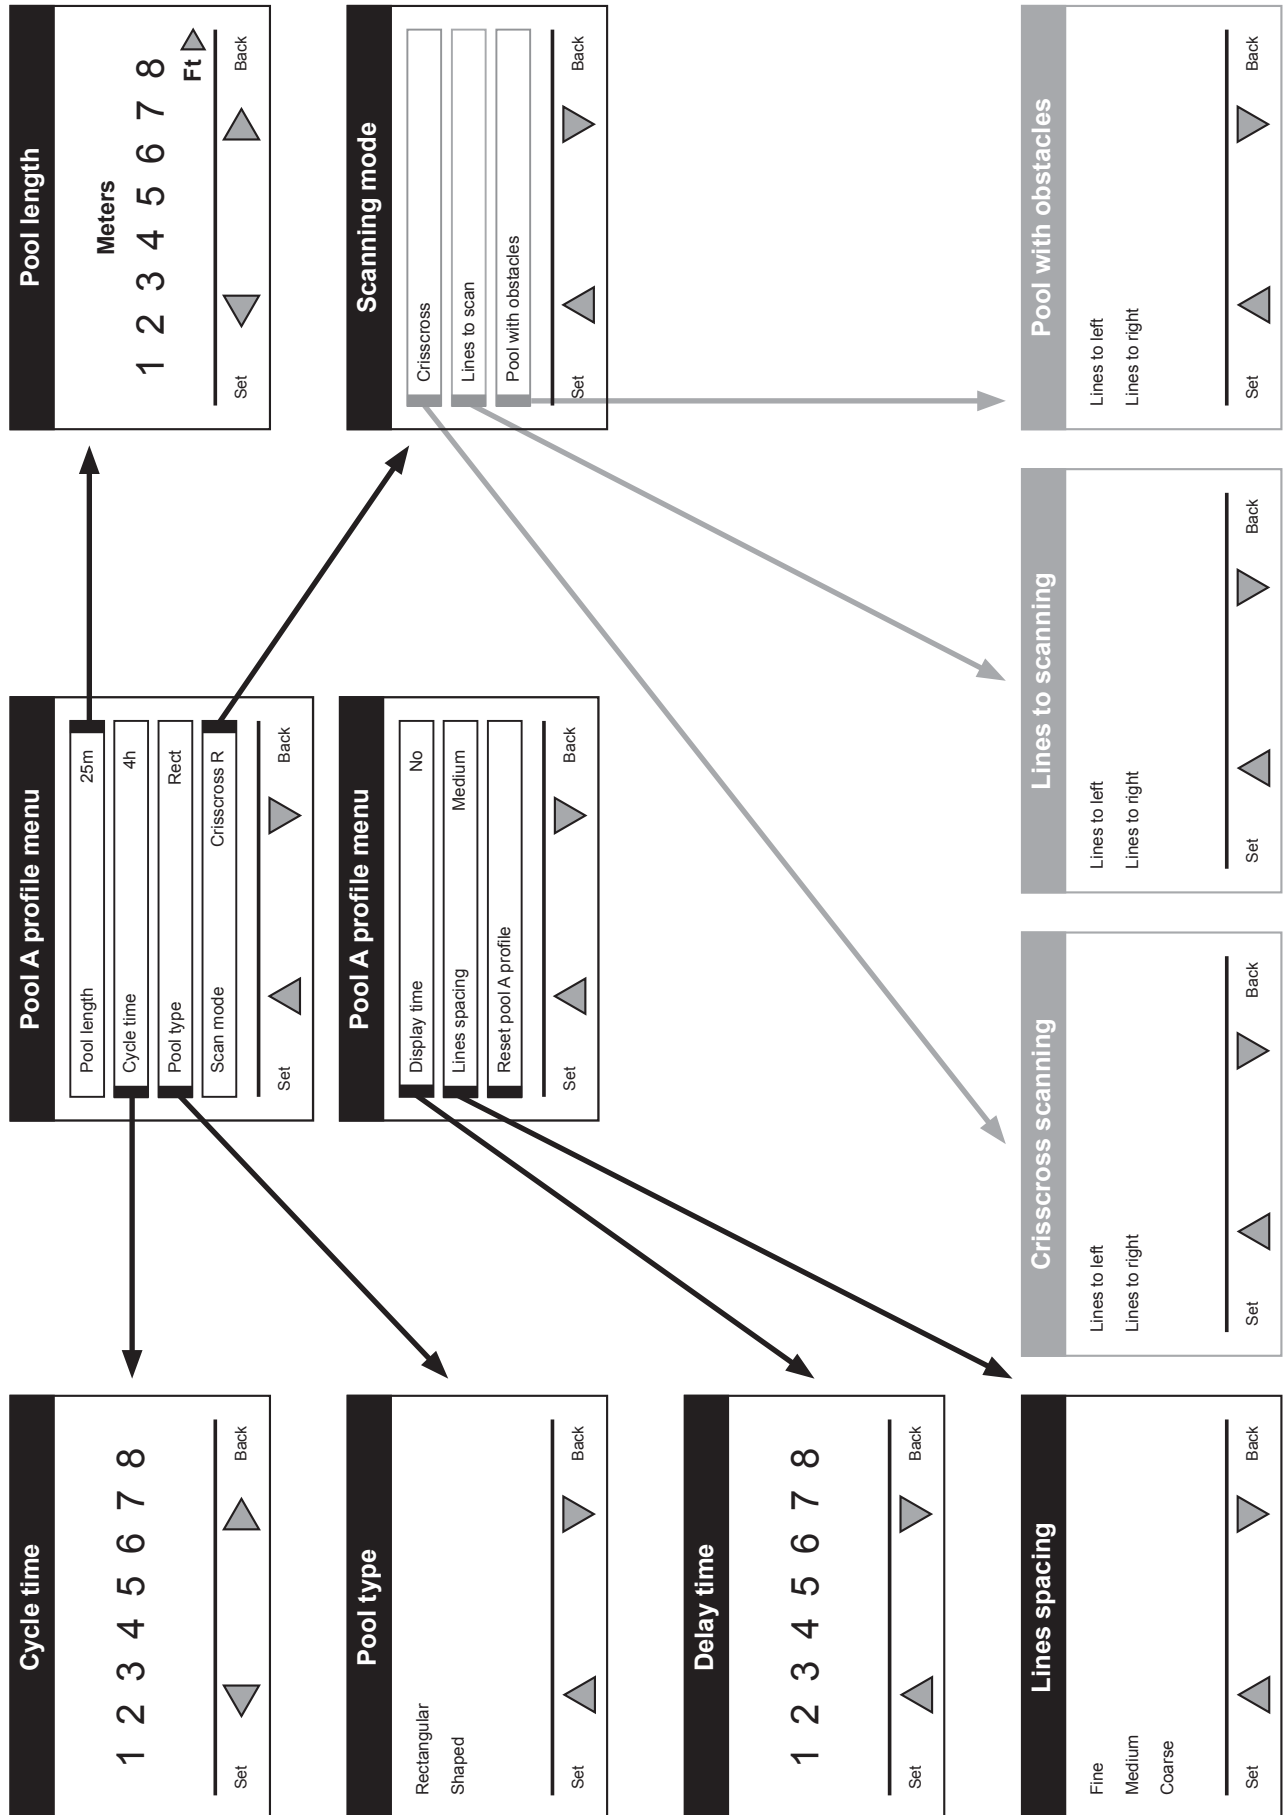 Cycle time
1 2 3 4 5 6 7 8
Set Back
Pool A profile menu
Pool length 25m
Cycle time 4h
Pool type Rect
Scan mode Crisscross R
Set Back
Pool length
Meters
1 2 3 4 5 6 7 8
Ft
Set Back
Pool type
Rectangular
Shaped
Set Back
Pool A profile menu
Display time No
Lines spacing Medium
Reset pool A profile
Set Back
Scanning mode
Crisscross
Lines to scan
Pool with obstacles
Set Back
Delay time
1 2 3 4 5 6 7 8
Set Back
Lines spacing
Fine
Medium
Coarse
Set Back
Crisscross scanning
Lines to left
Lines to right
Set Back
Lines to scanning
Lines to left
Lines to right
Set Back
Pool with obstacles
Lines to left
Lines to right
Set Back